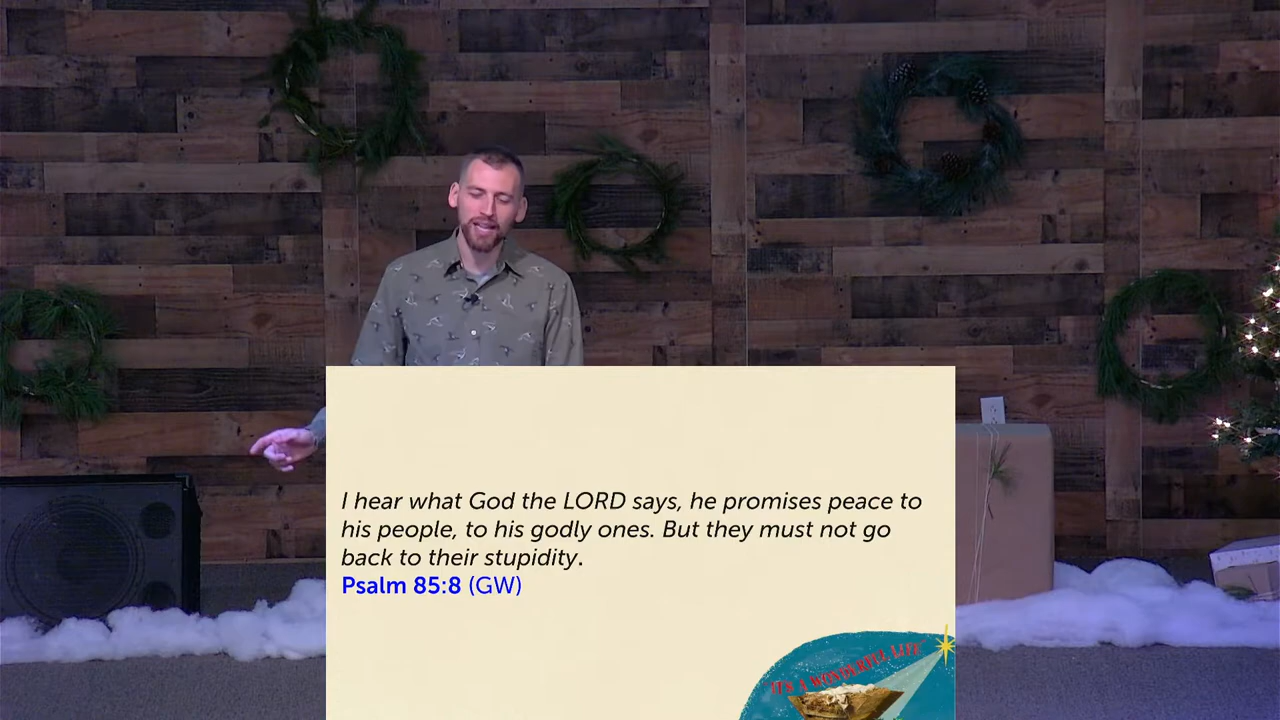 I hear what God the LORD says, he promises peace to
his people, to his godly ones. But they must not go
back to their stupidity.
Psalm 85:8 (GW)
"IT'S A WONDERFUL LIFE"